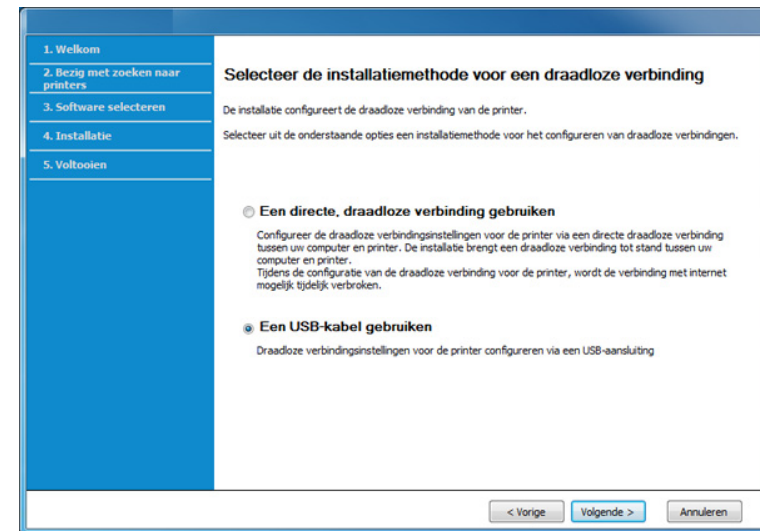 1. Welkom
2. Bezig met zoeken naar
printers
3. Software selecteren
4. Installatie
5. Voltooien
Selecteer de installatiemethode voor een draadloze verbinding
De installatie configureert de draadloze verbinding van de printer.
Selecteer uit de onderstaande opties een installatiemethode voor het configureren van draadloze verbindingen.
Een directe, draadloze verbinding gebruiken
Configureer de draadloze verbindingsinstellingen voor de printer via een directe draadloze verbinding
tussen uw computer en printer. De installatie brengt een draadloze verbinding tot stand tussen uw
computer en printer.
Tijdens de configuratie van de draadloze verbinding voor de printer, wordt de verbinding met internet
mogelijk tijdelijk verbroken.
Een USB-kabel gebruiken
Draadloze verbindingsinstellingen voor de printer configureren via een USB-aansluiting
< Vorige
Volgende >
Annuleren